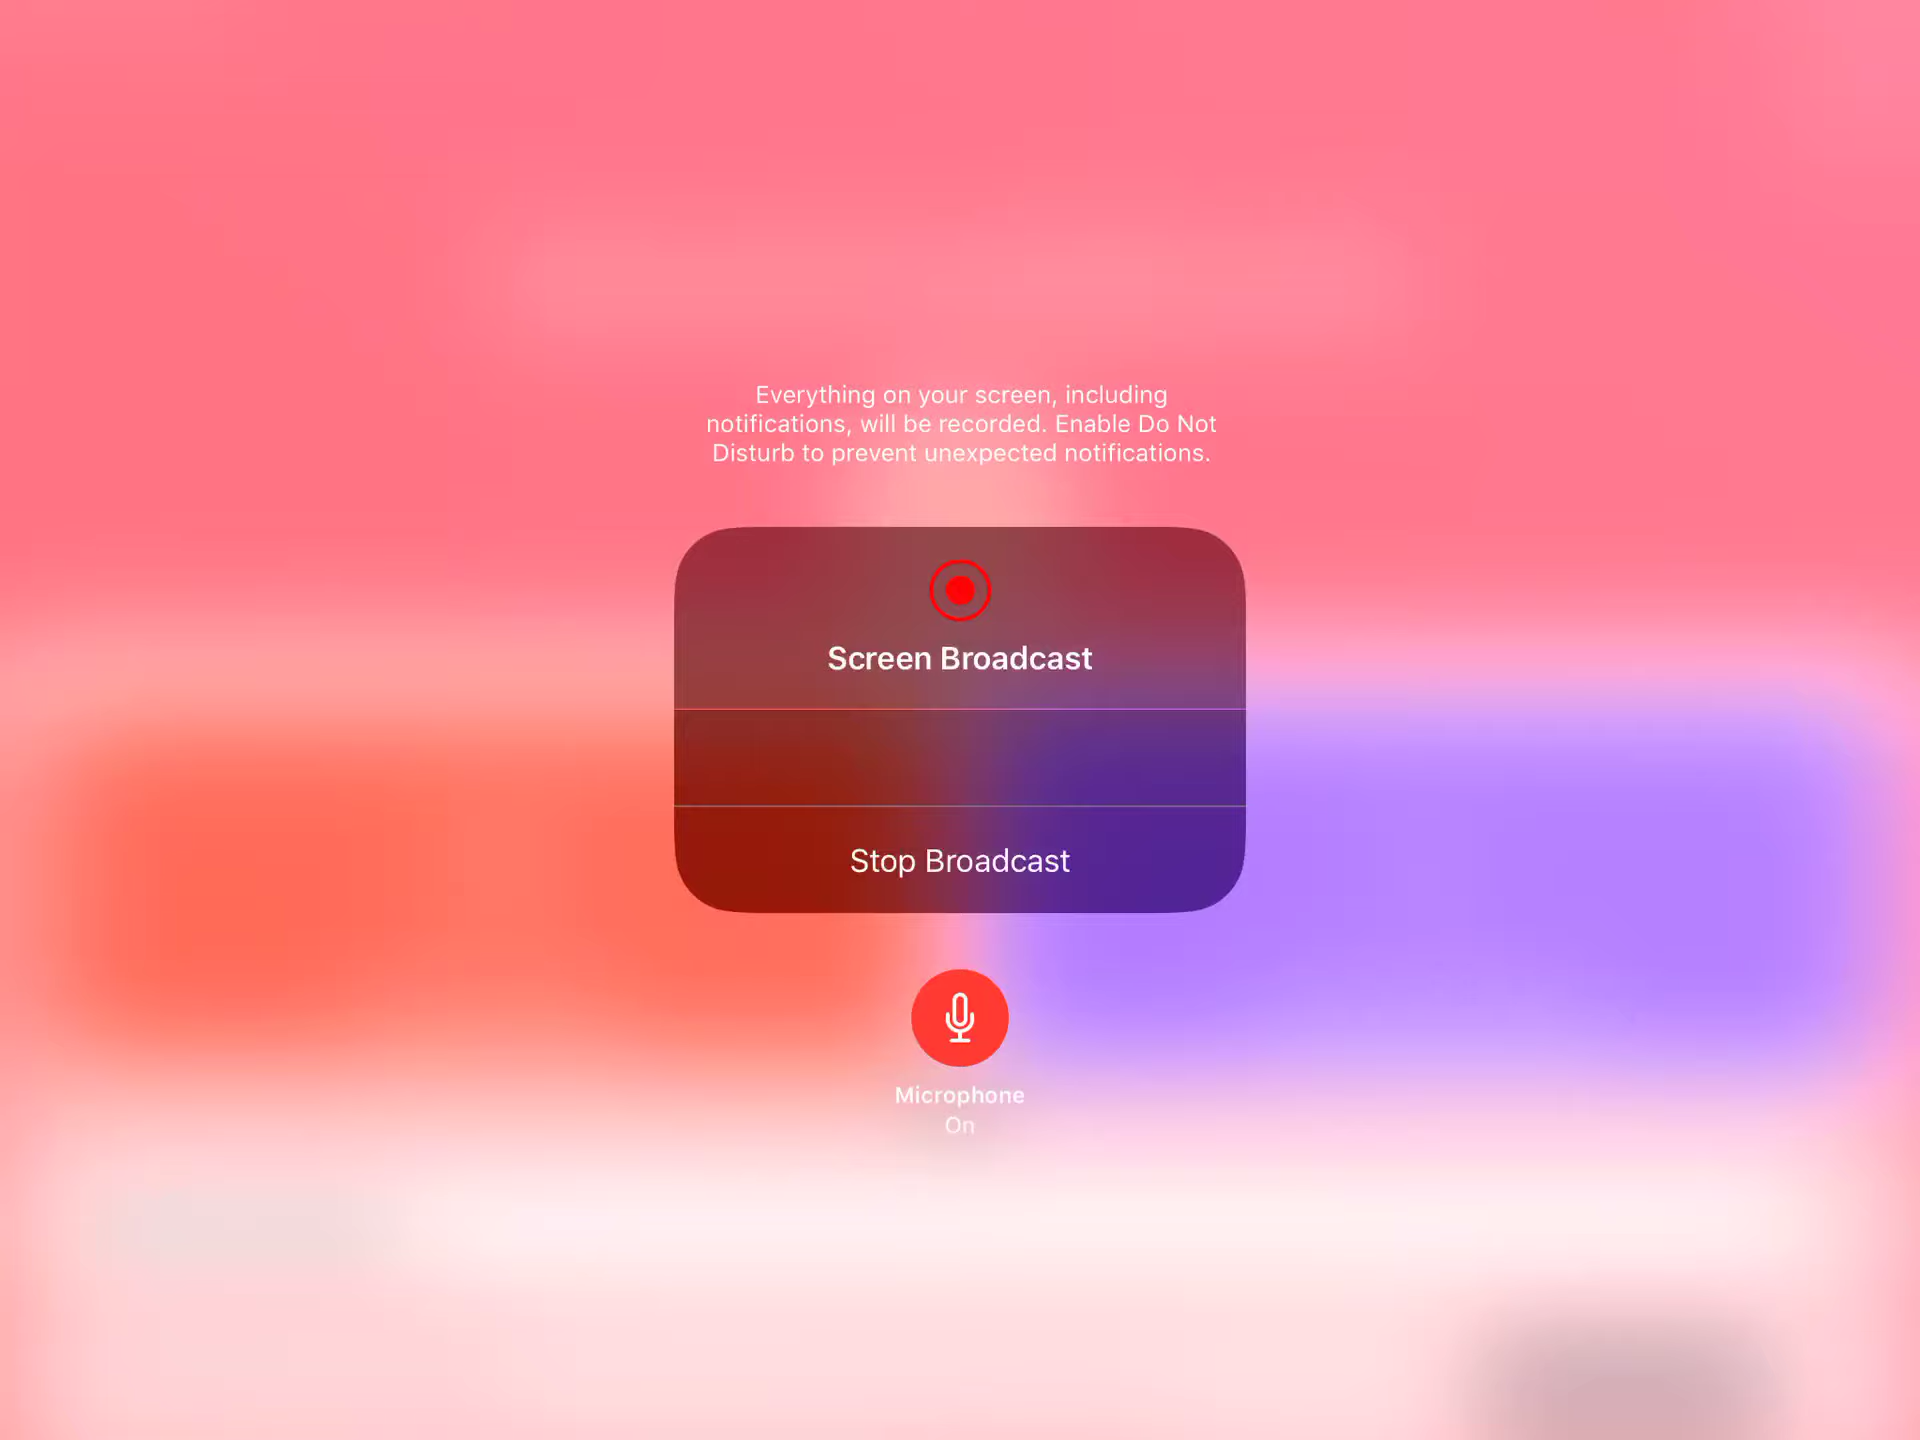 Everything on your screen, including
notifications, will be recorded. Enable Do Not
Disturb to prevent unexpected notifications.
Screen Broadcast
Stop Broadcast
Microphone
On